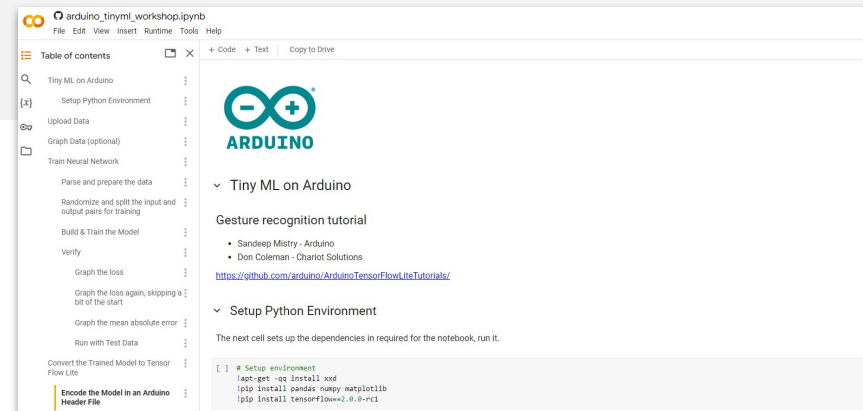 arduino_tinyml_workshop.ipynb
File Edit View Insert Runtime Tools Help
Table of contents
Tiny ML on Arduino
Setup Python Environment
Upload Data
Graph Data (optional)
Train Neural Network
Parse and prepare the data
Randomize and split the input and
output pairs for training
Build & Train the Model
Verify
Graph the loss
Graph the loss again, skipping a
bit of the start
Graph the mean absolute error
Run with Test Data
Convert the Trained Model to Tensor
Flow Lite
Encode the Model in an Arduino
Header File
+ Code + Text Copy to Drive
ARDUINO
Tiny ML on Arduino
Gesture recognition tutorial
• Sandeep Mistry - Arduino
• Don Coleman - Chariot Solutions
https://github.com/arduino/ArduinoTensorFlowLiteTutorials/
Setup Python Environment
The next cell sets up the dependencies in required for the notebook, run it.
[ ] # Setup environment
!apt-get -qq install xxd
!pip install pandas numpy matplotlib
!pip install tensorflow==2.0.0-rc1